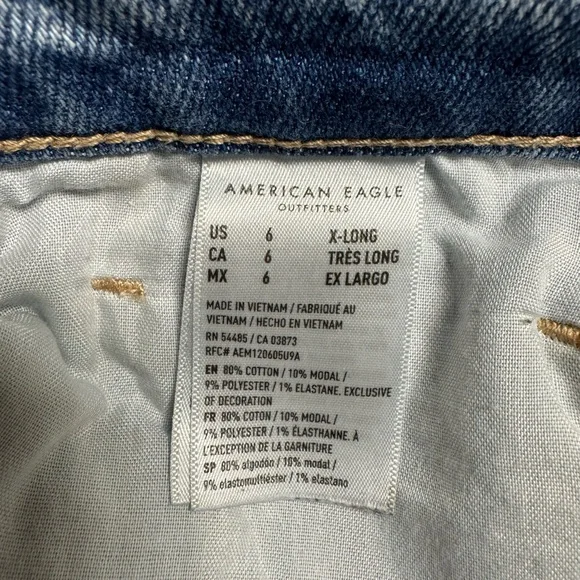 AMERICAN EAGLE
OUTFITTERS
US 6 X-LONG
CA 6 TRÈS LONG
MX 6 EX LARGO
MADE IN VIETNAM / FABRIQUÉ AU
VIETNAM / HECHO EN VIETNAM
RN 54485 / CA 03873
RFC# AEM120605U9A
EN 80% COTTON / 10% MODAL /
9% POLYESTER / 1% ELASTANE. EXCLUSIVE
OF DECORATION
FR 80% COTON / 10% MODAL /
9% POLYESTER / 1% ÉLASTHANNE. À
L'EXCEPTION DE LA GARNITURE
SP 80% algodón / 10% modal /
9% elastomultiéster / 1% elastano